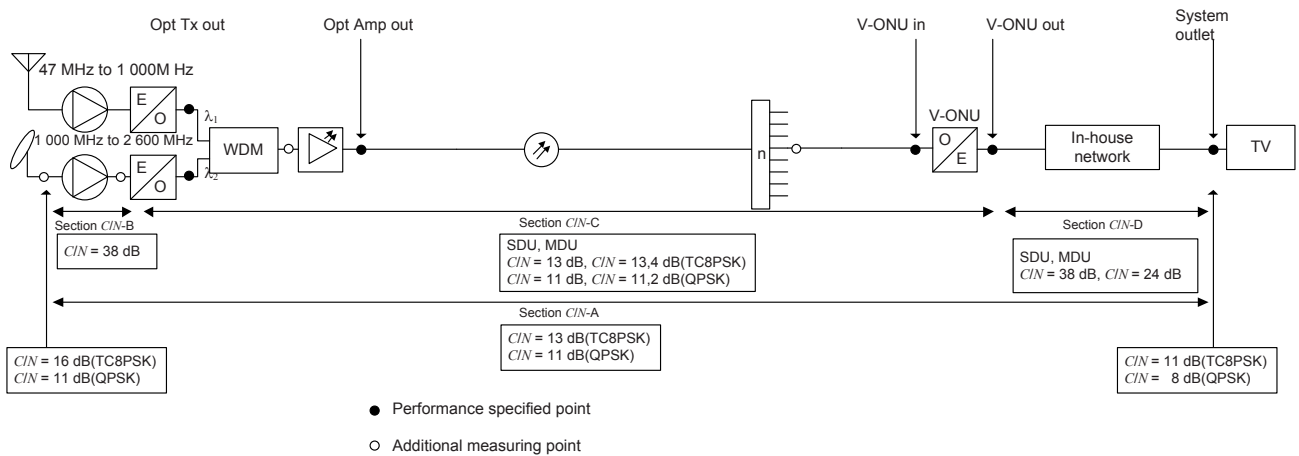 Opt Tx out
Opt Amp out
V-ONU in
V-ONU out
System
outlet
47 MHz to 1 000M Hz
E
O
λ1
1 000 MHz to 2 600 MHz
E
O
λ2
WDM
n
V-ONU
O
E
In-house
network
TV
Section C/N-B
C/N = 38 dB
Section C/N-C
SDU, MDU
C/N = 13 dB, C/N = 13,4 dB(TC8PSK)
C/N = 11 dB, C/N = 11,2 dB(QPSK)
Section C/N-D
SDU, MDU
C/N = 38 dB, C/N = 24 dB
Section C/N-A
C/N = 13 dB(TC8PSK)
C/N = 11 dB(QPSK)
C/N = 16 dB(TC8PSK)
C/N = 11 dB(QPSK)
C/N = 11 dB(TC8PSK)
C/N = 8 dB(QPSK)
Performance specified point
Additional measuring point